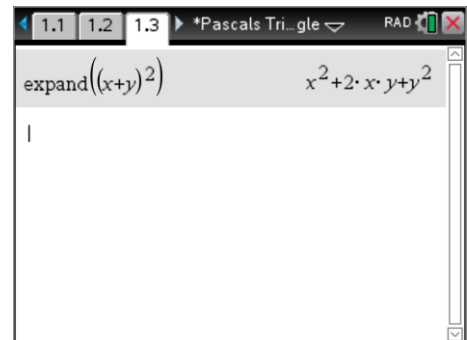 1.1 1.2 1.3 *Pascals Tri...gle RAD
expand((x+y)²) x²+2·x·y+y²